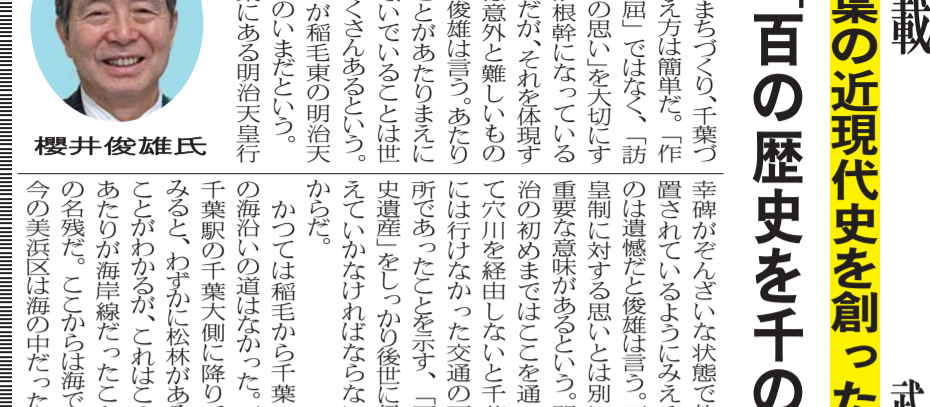 載
武
葉の近現代史を創った
「百の歴史を千の
まちづくり、千葉づ
え方は簡単だ。「作
屈」ではなく、「訪
の思い」を大切にす
根幹になっている
だが、それを体現す
意外と難しいもの
俊雄は言う。あたり
ことがあたりまえに
ないでいることは世
くさんあるという。
が稲毛東の明治天
のいまだという。
にある明治天皇行
櫻井俊雄氏
幸碑がぞんざいな状態で
置されているようにみえ
のは遺憾だと俊雄は言う。
皇制に対する思いとは別
重要な意味があるという。
治の初めまではここを通
て穴川を経由しないと千
には行けなかった交通の
所であったことを示す、「
史遺産」をしっかり後世に
えていかなければならな
からだ。
かつては稲毛から千葉
の海沿いの道はなかった。
千葉駅の千葉大側に降り
みると、わずかに松林があ
ことがわかるが、これはこ
あたりが海岸線だったこ
の名残だ。ここからは海で
今の美浜区は海の中だった